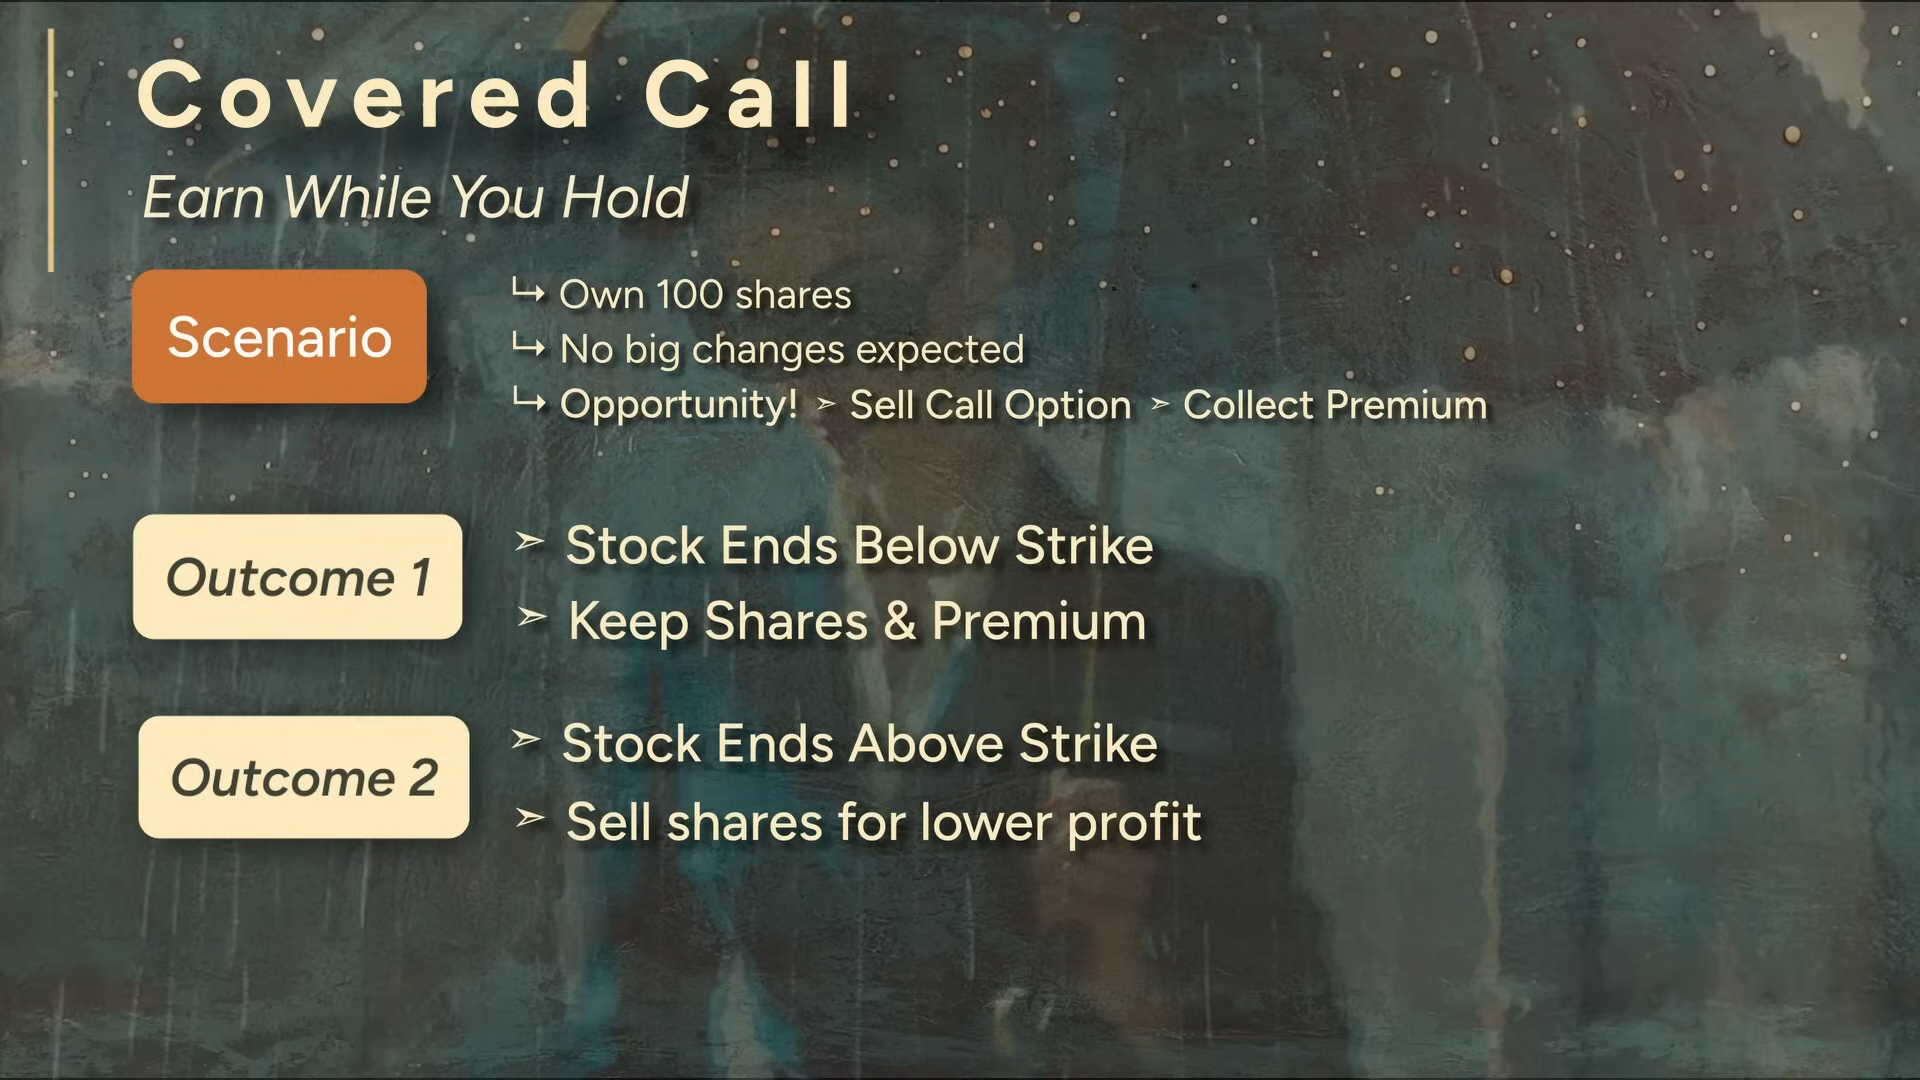 Covered Call
Earn While You Hold
Scenario
↳ Own 100 shares
↳ No big changes expected
↳ Opportunity! ➣ Sell Call Option ➣ Collect Premium
Outcome 1
➣ Stock Ends Below Strike
➣ Keep Shares & Premium
Outcome 2
➣ Stock Ends Above Strike
➣ Sell shares for lower profit